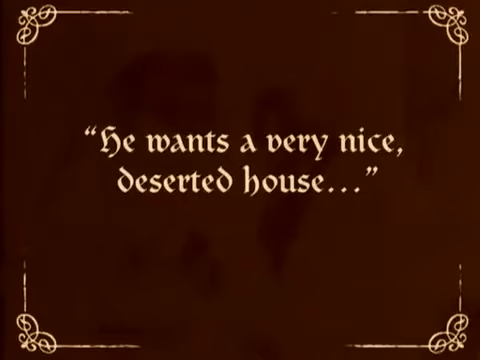 “He wants a very nice,
deserted house...”